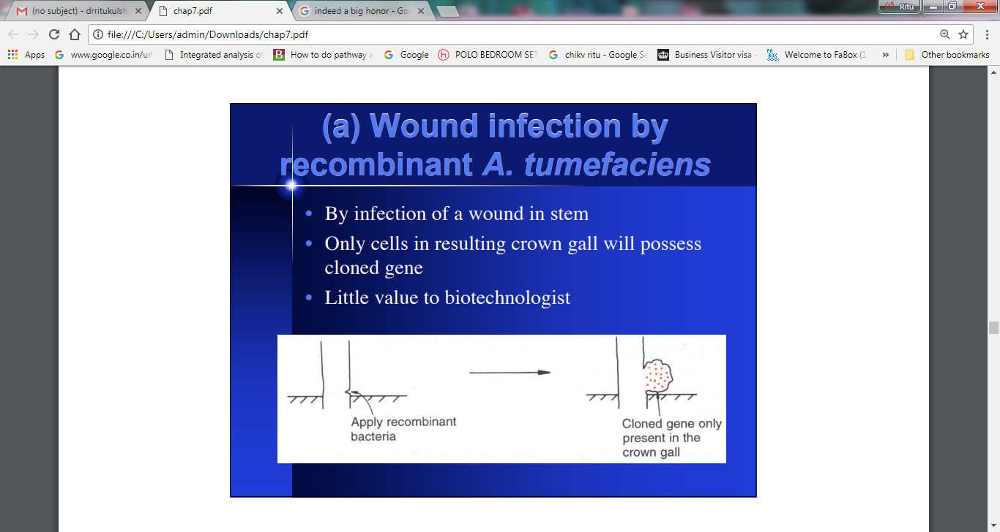 (no subject) - drritukulsh
chap7.pdf
indeed a big honor - Goo
Ritu
file:///C:/Users/admin/Downloads/chap7.pdf
Apps
www.google.co.in/url
Integrated analysis of
How to do pathway a
Google
POLO BEDROOM SET
chikv ritu - Google Se
Business Visitor visa -
FA
BOX
Welcome to FaBox (1
»
Other bookmarks
(a) Wound infection by
recombinant A. tumefaciens
• By infection of a wound in stem
• Only cells in resulting crown gall will possess
cloned gene
• Little value to biotechnologist
Apply recombinant
bacteria
Cloned gene only
present in the
crown gall